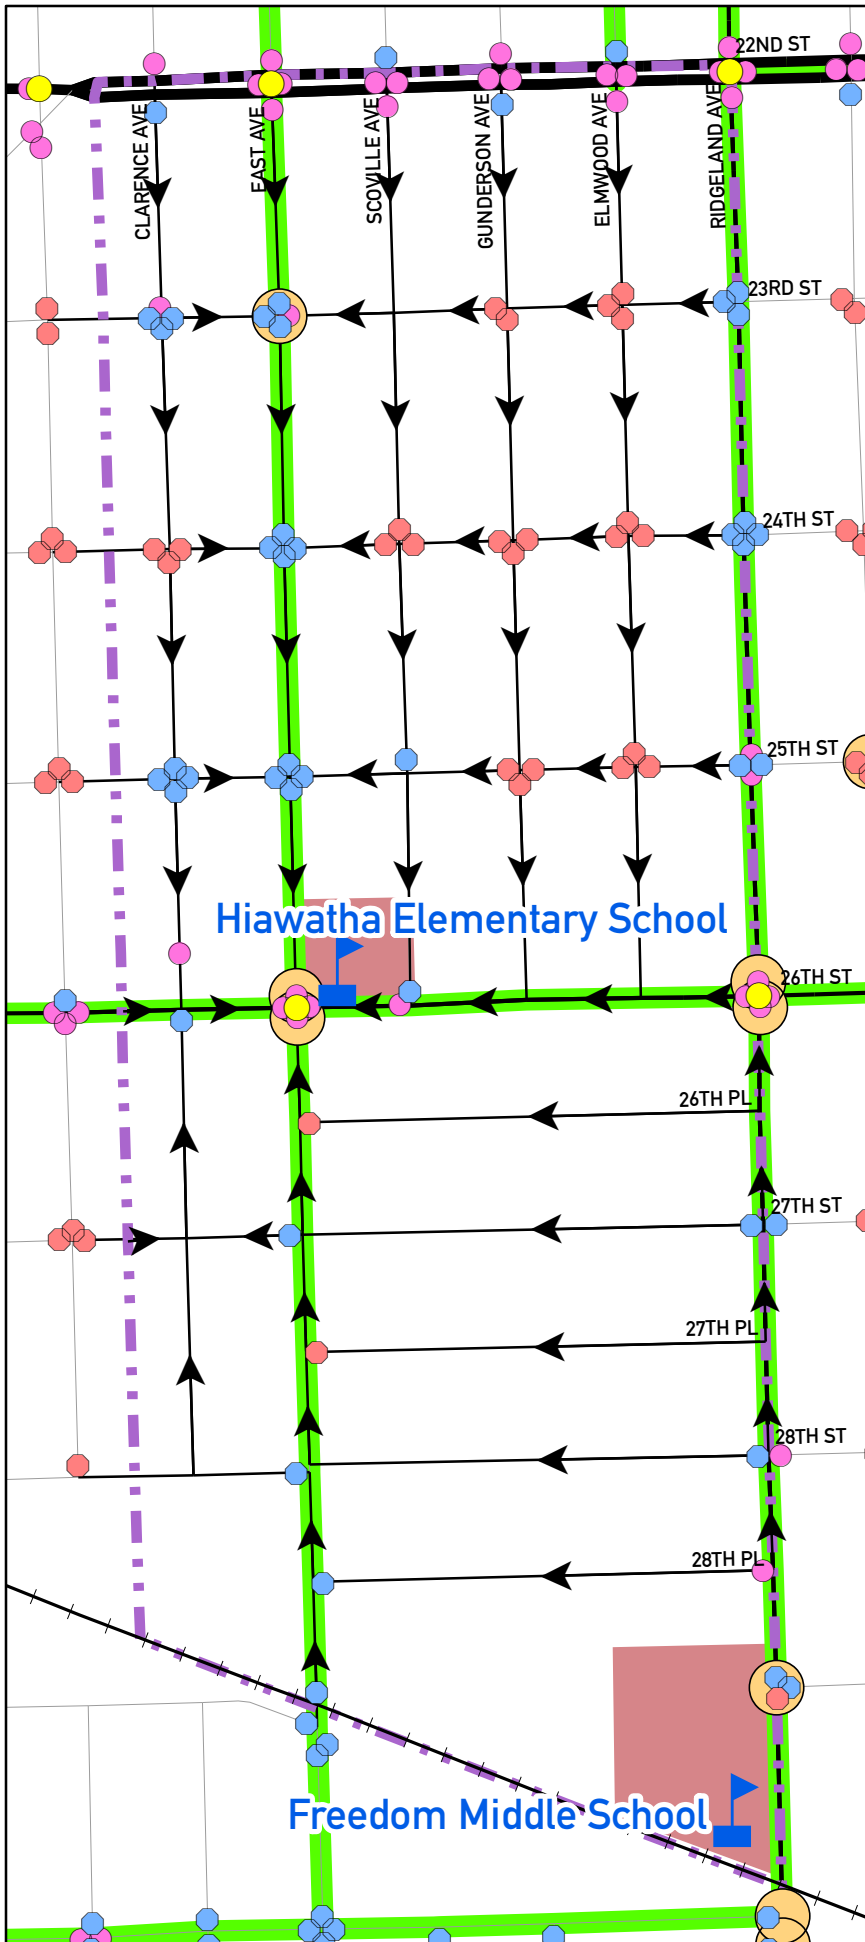 22ND ST
CLARENCE AVE
EAST AVE
SCOVILLE AVE
GUNDERSON AVE
ELMWOOD AVE
RIDGELAND AVE
23RD ST
24TH ST
25TH ST
Hiawatha Elementary School
26TH ST
26TH PL
27TH ST
27TH PL
28TH ST
28TH PL
Freedom Middle School